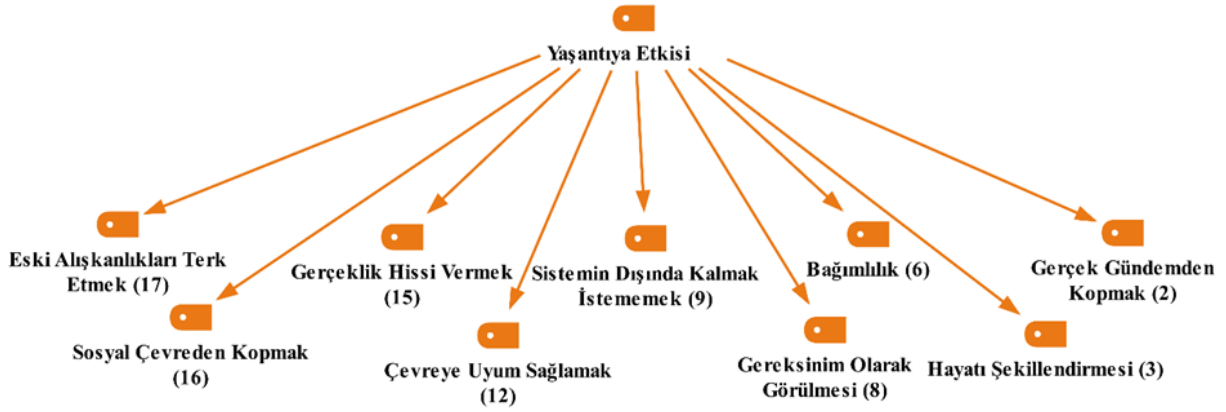 Yaşantıya Etkisi
Eski Alışkanlıkları Terk
Etmek (17)
Sosyal Çevreden Kopmak
(16)
Gerçeklik Hissi Vermek
(15)
Çevreye Uyum Sağlamak
(12)
Sistemin Dışında Kalmak
İstememek (9)
Gereksinim Olarak
Görülmesi (8)
Bağımlılık (6)
Hayatı Şekillendirmesi (3)
Gerçek Gündemden
Kopmak (2)